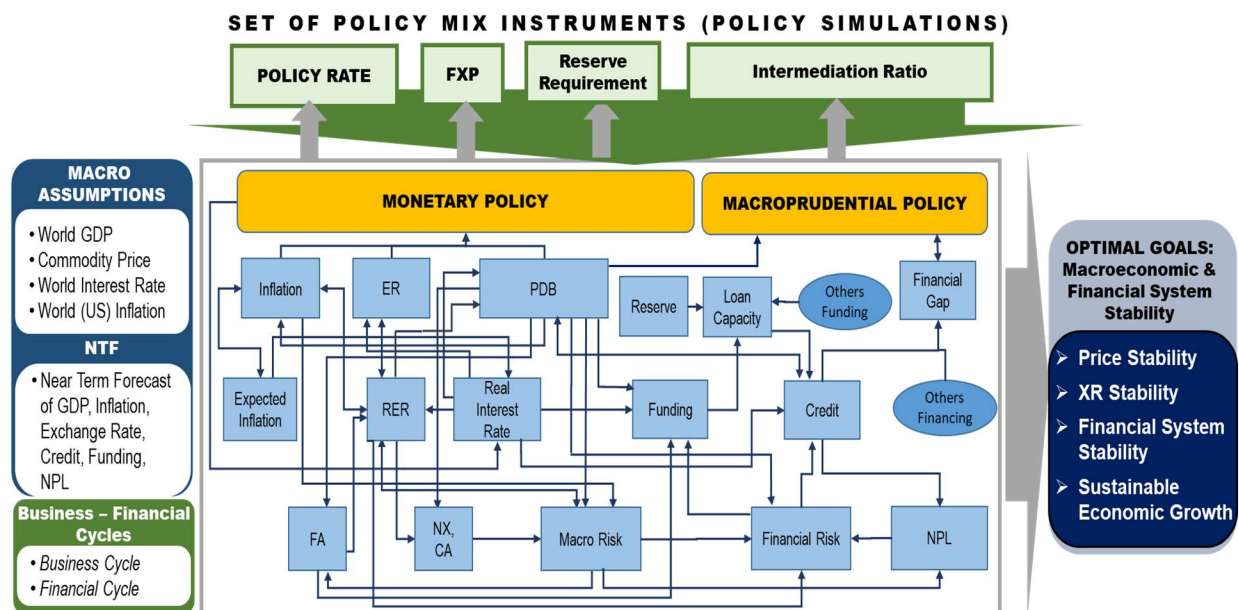 SET OF POLICY MIX INSTRUMENTS (POLICY SIMULATIONS)
POLICY RATE
FXP
Reserve
Requirement
Intermediation Ratio
MACRO
ASSUMPTIONS
• World GDP
• Commodity Price
• World Interest Rate
• World (US) Inflation
NTF
• Near Term Forecast
of GDP, Inflation,
Exchange Rate,
Credit, Funding,
NPL
Business – Financial
Cycles
• Business Cycle
• Financial Cycle
MONETARY POLICY
MACROPRUDENTIAL POLICY
Inflation
ER
PDB
Reserve
Loan
Capacity
Others
Funding
Financial
Gap
Expected
Inflation
RER
Real
Interest
Rate
Funding
Credit
Others
Financing
FA
NX,
CA
Macro Risk
Financial Risk
NPL
OPTIMAL GOALS:
Macroeconomic &
Financial System
Stability
➢ Price Stability
➢ XR Stability
➢ Financial System
Stability
➢ Sustainable
Economic Growth